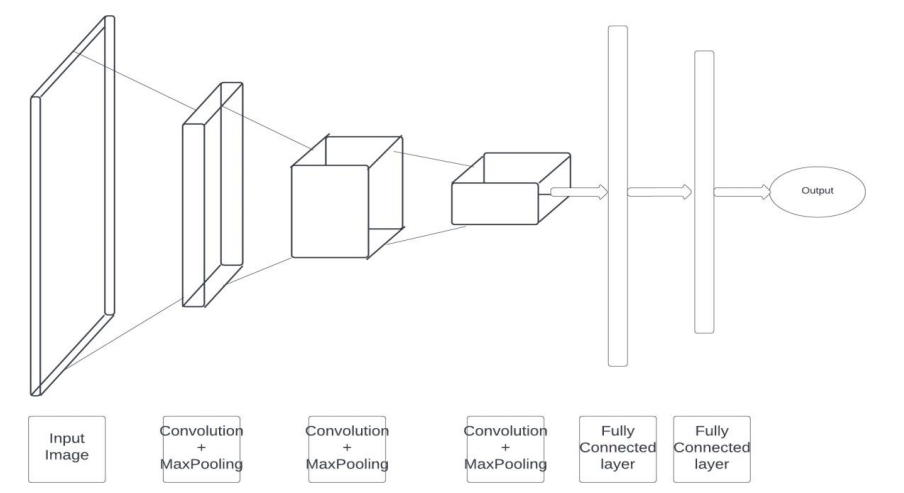 Output
Input
Image
Convolution
+
MaxPooling
Convolution
+
MaxPooling
Convolution
+
MaxPooling
Fully
Connected
layer
Fully
Connected
layer